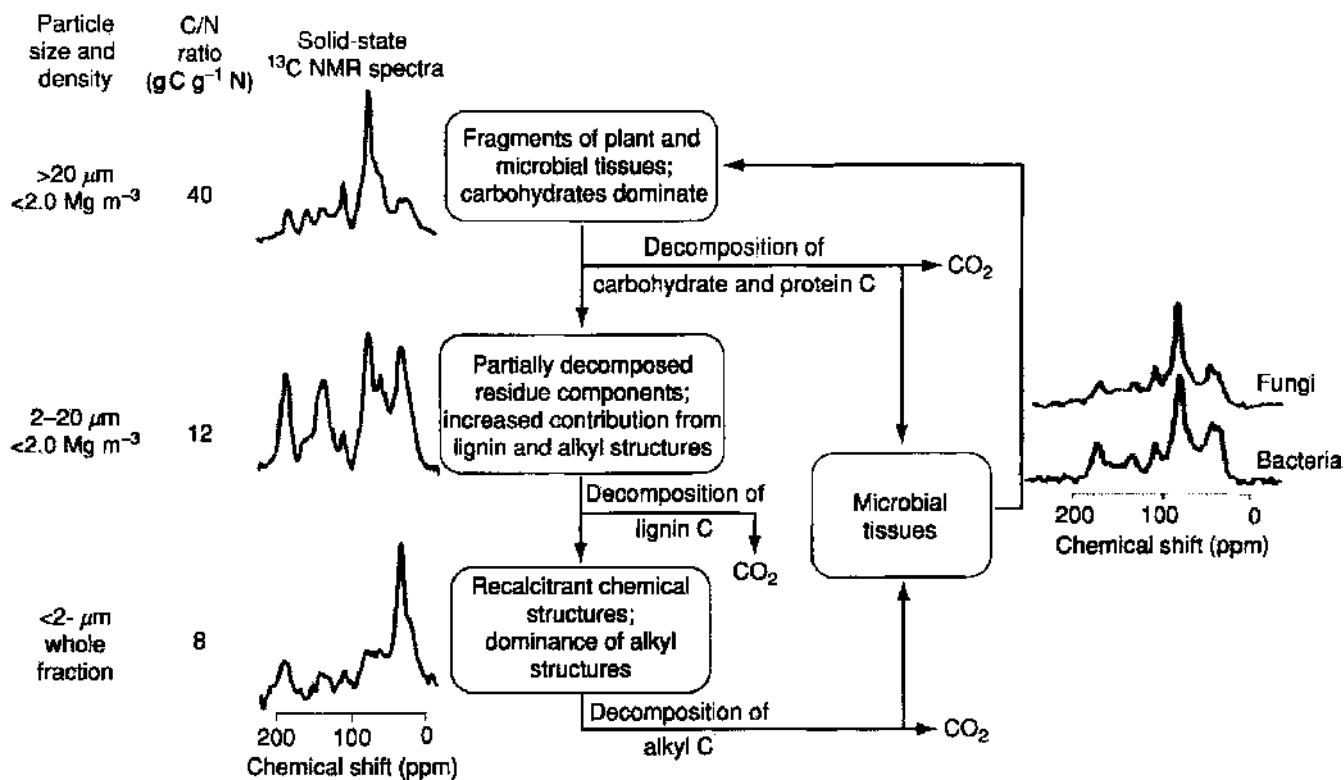 Particle
size and
density
C/N
ratio
(gC g⁻¹ N)
Solid-state
¹³C NMR spectra
>20 μm
<2.0 Mg m⁻³
40
Fragments of plant and
microbial tissues;
carbohydrates dominate
Decomposition of
carbohydrate and protein C
CO₂
2–20 μm
<2.0 Mg m⁻³
12
Partially decomposed
residue components;
increased contribution from
lignin and alkyl structures
Decomposition of
lignin C
CO₂
Microbial
tissues
Fungi
Bacteria
200 100 0
Chemical shift (ppm)
<2- μm
whole
fraction
8
Recalcitrant chemical
structures;
dominance of alkyl
structures
Decomposition of
alkyl C
CO₂
200 100 0
Chemical shift (ppm)